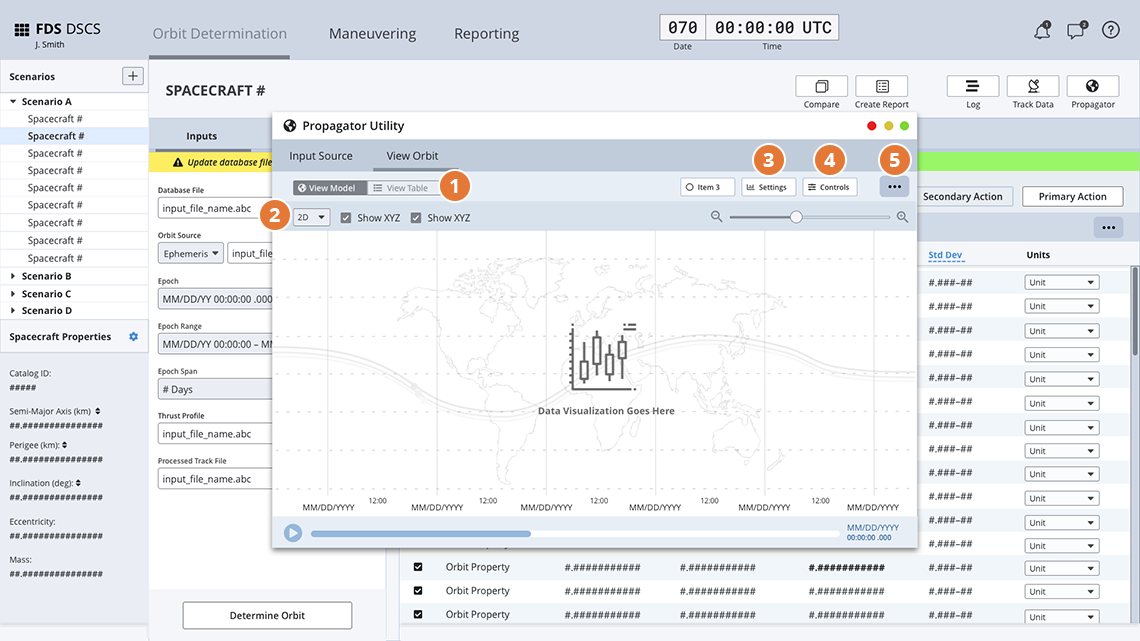 FDS DSCS
J. Smith
Orbit Determination
Maneuvering
Reporting
070
00:00:00 UTC
Date
Time
1
2
?
Scenarios
+
Scenario A
Spacecraft #
Spacecraft #
Spacecraft #
Spacecraft #
Spacecraft #
Spacecraft #
Spacecraft #
Spacecraft #
Spacecraft #
Scenario B
Scenario C
Scenario D
Spacecraft Properties
Catalog ID:
#####
Semi-Major Axis (km)
##.###############
Perigee (km):
##.###############
Inclination (deg):
##.###############
Eccentricity:
##.###############
Mass:
##.###############
SPACECRAFT #
Compare
Create Report
Log
Track Data
Propagator
Inputs
Update database file
Database File
input_file_name.abc
Orbit Source
Ephemeris
input_file
Epoch
MM/DD/YY 00:00:00 .000
Epoch Range
MM/DD/YY 00:00:00 – MM
Epoch Span
# Days
Thrust Profile
input_file_name.abc
Processed Track File
input_file_name.abc
Determine Orbit
Propagator Utility
Input Source
View Orbit
3
4
5
View Model
View Table
1
Item 3
Settings
Controls
2
2D
Show XYZ
Show XYZ
Data Visualization Goes Here
12:00
12:00
12:00
12:00
12:00
MM/DD/YYYY
MM/DD/YYYY
MM/DD/YYYY
MM/DD/YYYY
MM/DD/YYYY
MM/DD/YYYY
MM/DD/YYYY
00:00:00 .000
Secondary Action
Primary Action
Std Dev
Units
#.###–##
Unit
#.###–##
Unit
#.###–##
Unit
#.###–##
Unit
#.###–##
Unit
#.###–##
Unit
#.###–##
Unit
#.###–##
Unit
#.###–##
Unit
#.###–##
Unit
#.###–##
Unit
#.###–##
Unit
Orbit Property
#.###########
#.###########
#.###########
#.###–##
Unit
Orbit Property
#.###########
#.###########
#.###########
#.###–##
Unit
Orbit Property
#.###########
#.###########
#.###########
#.###–##
Unit